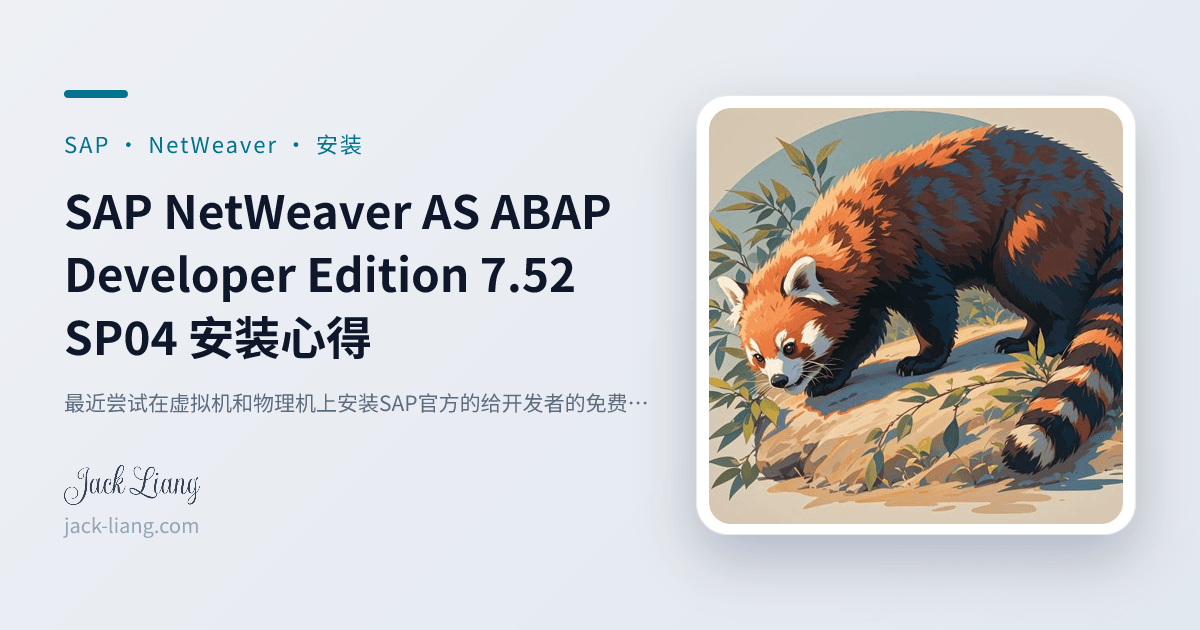 SAP • NetWeaver • 安装
SAP NetWeaver AS ABAP
Developer Edition 7.52
SP04 安装心得
最近尝试在虚拟机和物理机上安装SAP官方的给开发者的免费…
Jack Liang
jack-liang.com